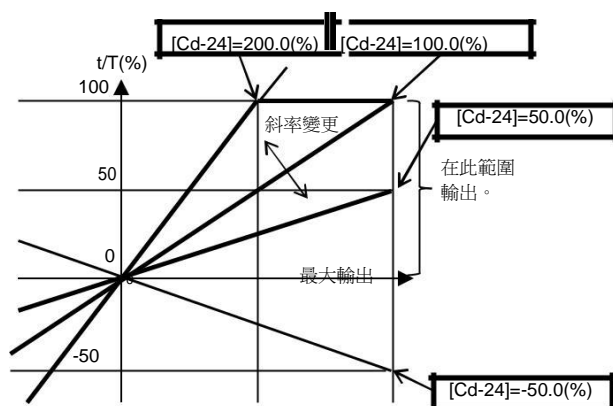 [Cd-24]=200.0(%)
[Cd-24]=100.0(%)
t/T(%)
100
[Cd-24]=50.0(%)
斜率變更
在此範圍
輸出。
50
0
最大輸出
0
-50
[Cd-24]=-50.0(%)